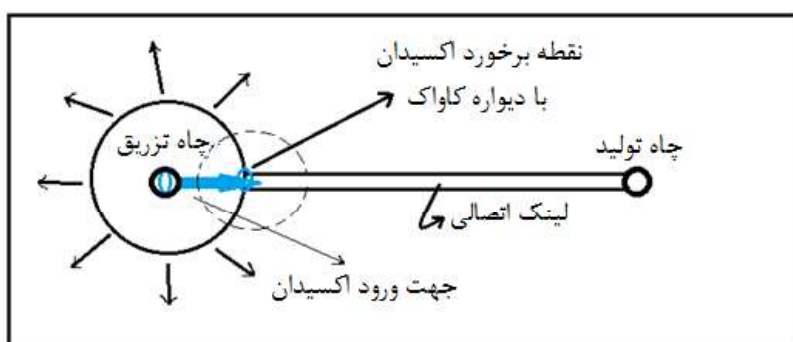 نقطه برخورد اکسیدان
با دیواره کاواک
چاه تزریق
چاه تولید
لینک اتصالی
جهت ورود اکسیدان